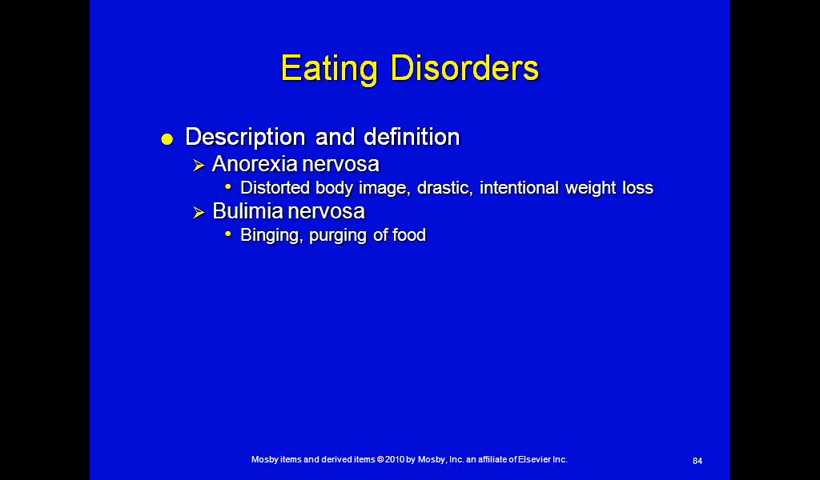 Eating Disorders
Description and definition
Anorexia nervosa
Distorted body image, drastic, intentional weight loss
Bulimia nervosa
Binging, purging of food
Mosby items and derived items © 2010 by Mosby, Inc. an affiliate of Elsevier Inc.
84